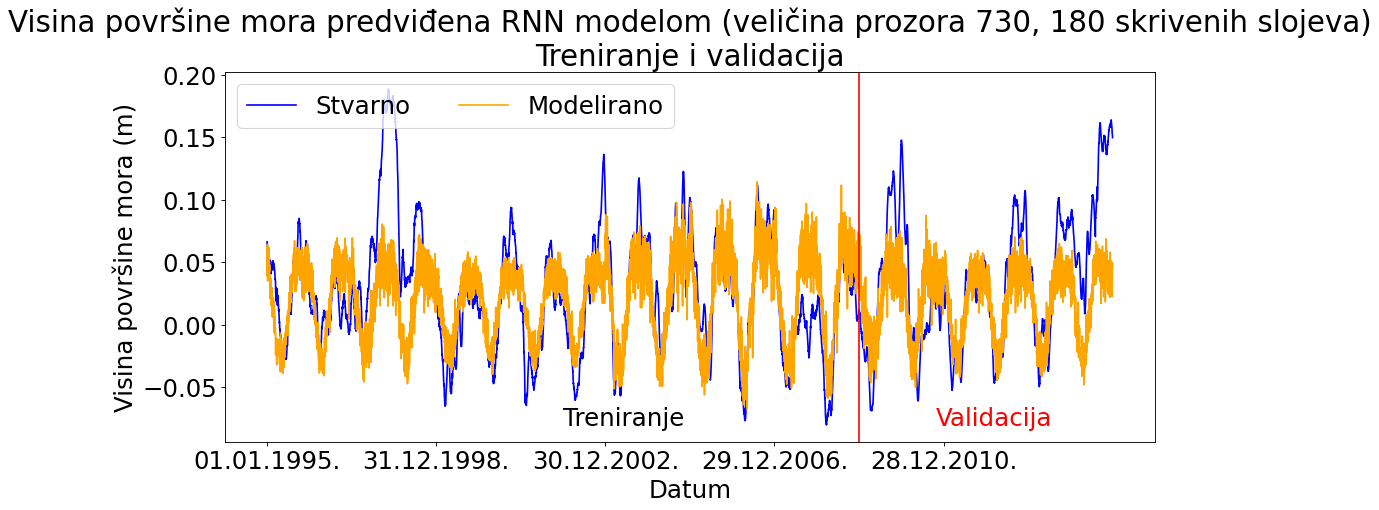 Visina površine mora predviđena RNN modelom (veličina prozora 730, 180 skrivenih slojeva)
Treniranje i validacija
Stvarno
Modelirano
Visina površine mora (m)
0.20
0.15
0.10
0.05
0.00
−0.05
Treniranje
Validacija
01.01.1995.
31.12.1998.
30.12.2002.
29.12.2006.
28.12.2010.
Datum